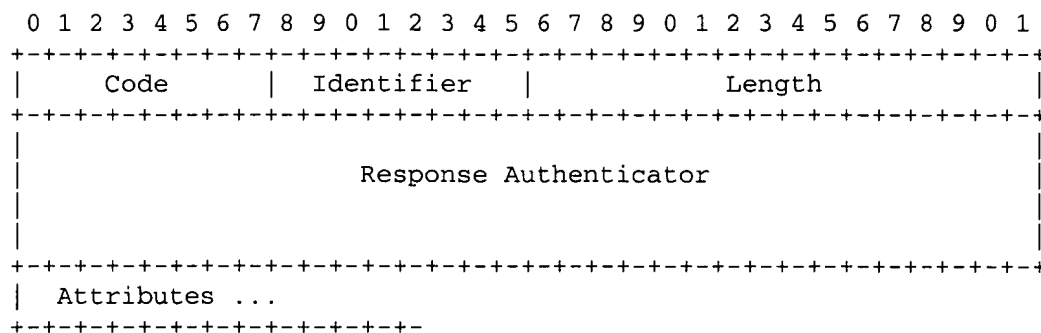 0 1 2 3 4 5 6 7 8 9 0 1 2 3 4 5 6 7 8 9 0 1 2 3 4 5 6 7 8 9 0 1
+-+-+-+-+-+-+-+-+-+-+-+-+-+-+-+-+-+-+-+-+-+-+-+-+-+-+-+-+-+-+-+-+
|     Code      |  Identifier   |            Length             |
+-+-+-+-+-+-+-+-+-+-+-+-+-+-+-+-+-+-+-+-+-+-+-+-+-+-+-+-+-+-+-+-+
|                                                               |
|                     Response Authenticator                    |
|                                                               |
|                                                               |
+-+-+-+-+-+-+-+-+-+-+-+-+-+-+-+-+-+-+-+-+-+-+-+-+-+-+-+-+-+-+-+-+
|  Attributes ...
+-+-+-+-+-+-+-+-+-+-+-+-+-